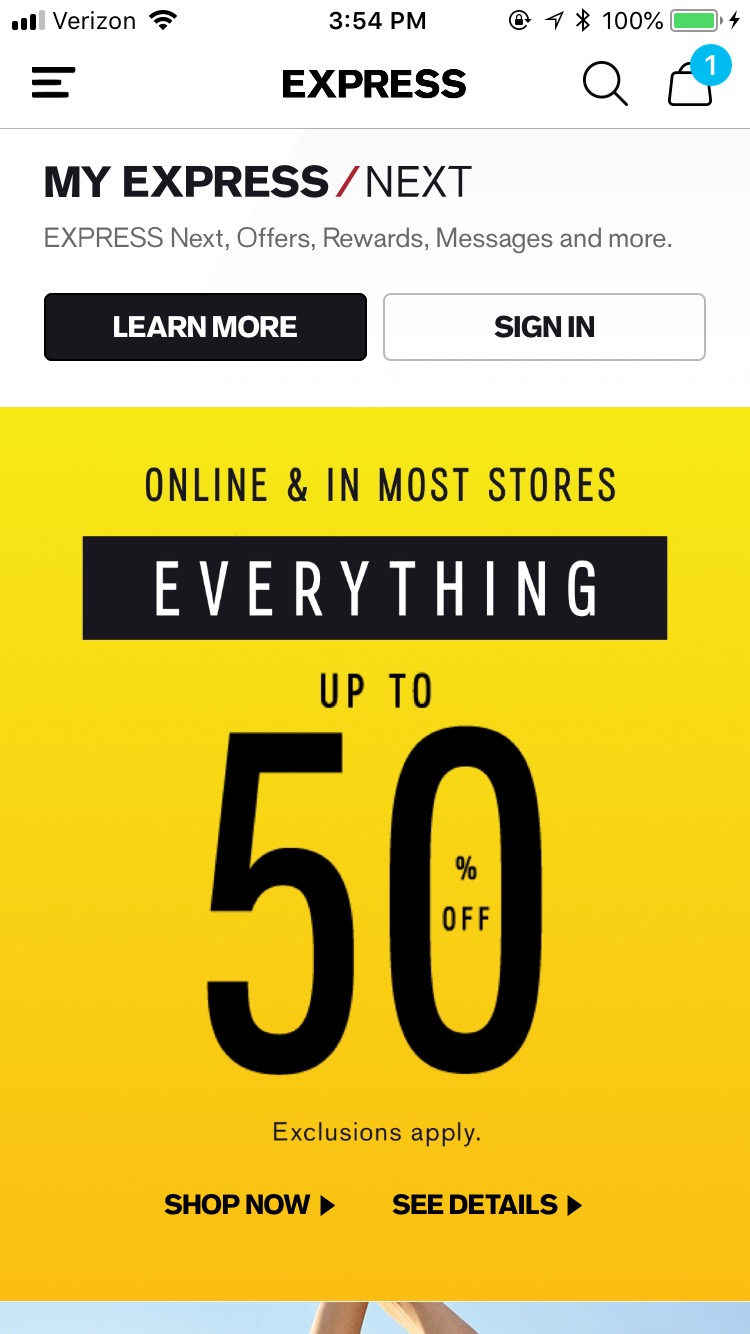 Verizon 3:54 PM 100%
EXPRESS 1
MY EXPRESS / NEXT
EXPRESS Next, Offers, Rewards, Messages and more.
LEARN MORE SIGN IN
ONLINE & IN MOST STORES
EVERYTHING
UP TO
50 % OFF
Exclusions apply.
SHOP NOW SEE DETAILS